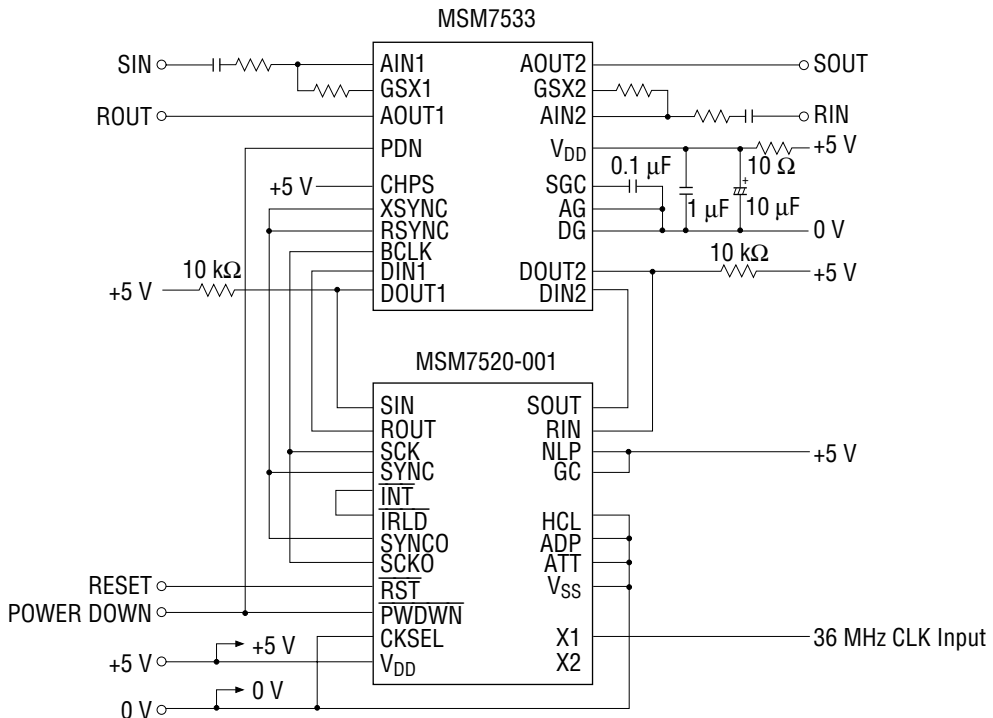 MSM7533
SIN
AIN1
AOUT2
SOUT
GSX1
GSX2
ROUT
AOUT1
AIN2
RIN
PDN
VDD
10 Ω
+5 V
+5 V
CHPS
SGC
0.1 μF
1 μF
+
10 μF
XSYNC
AG
RSYNC
DG
0 V
BCLK
DIN1
DOUT2
10 kΩ
+5 V
+5 V
10 kΩ
DOUT1
DIN2
MSM7520-001
SIN
SOUT
ROUT
RIN
SCK
NLP
+5 V
SYNC
GC
INT
IRLD
HCL
SYNCO
ADP
SCKO
ATT
RESET
RST
VSS
POWER DOWN
PWDWN
CKSEL
X1
36 MHz CLK Input
+5 V
+5 V
VDD
X2
0 V
0 V